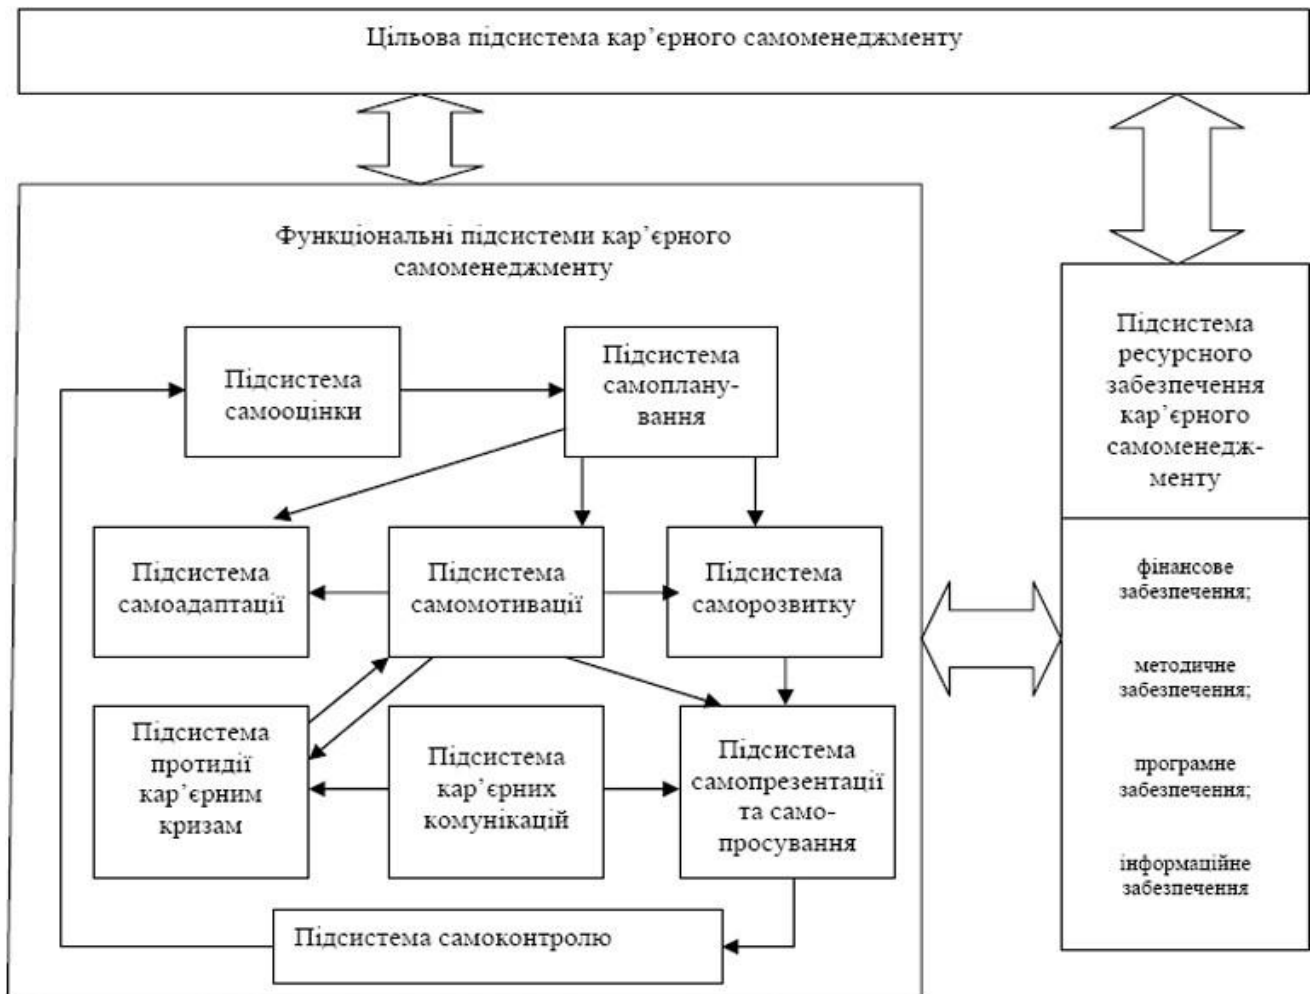 Цільова підсистема кар’єрного самоменеджменту
Функціональні підсистеми кар’єрного
самоменеджменту
Підсистема
самооцінки
Підсистема
самоплану-
вання
Підсистема
самоадаптації
Підсистема
самомотивації
Підсистема
саморозвитку
Підсистема
протидії
кар’єрним
кризам
Підсистема
кар’єрних
комунікацій
Підсистема
самопрезентації
та само-
просування
Підсистема самоконтролю
Підсистема
ресурсного
забезпечення
кар’єрного
самоменедж-
менту
фінансове
забезпечення;
методичне
забезпечення;
програмне
забезпечення;
інформаційне
забезпечення